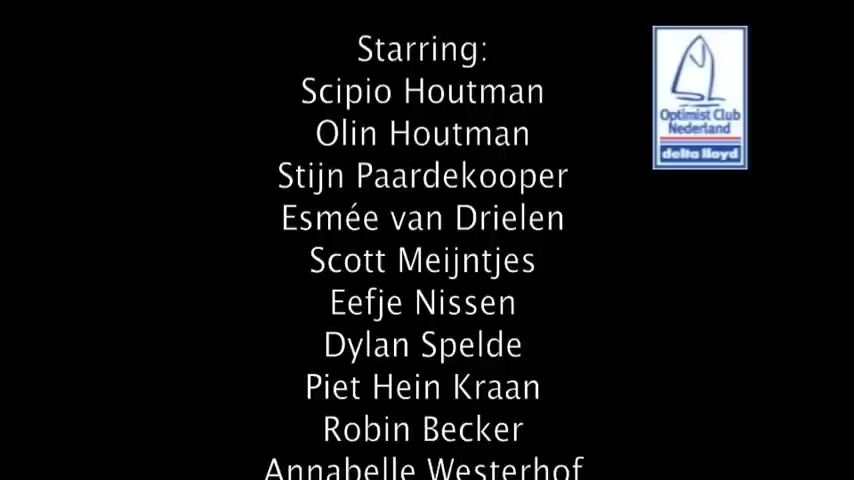 Starring:
Scipio Houtman
Olin Houtman
Stijn Paardekooper
Esmée van Drielen
Scott Meijntjes
Eefje Nissen
Dylan Spelde
Piet Hein Kraan
Robin Becker
Annabelle Westerhof
Optimist Club
Nederland
delta lloyd